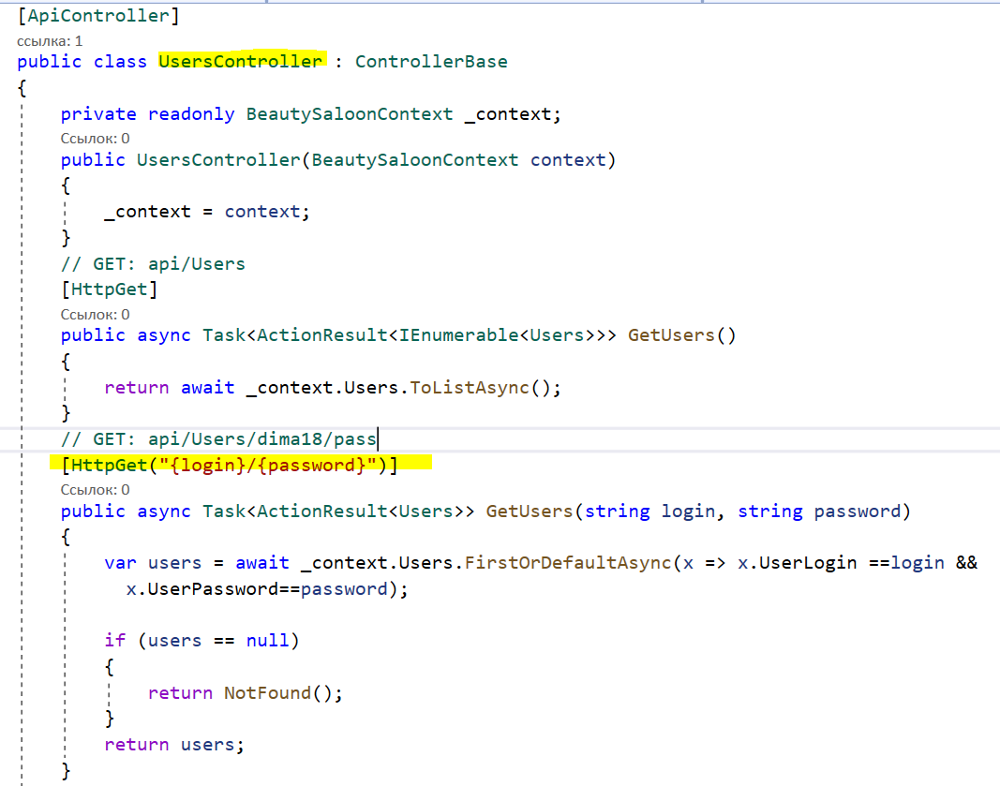 [ApiController]
ссылка: 1
public class UsersController : ControllerBase
{
private readonly BeautySaloonContext _context;
Ссылок: 0
public UsersController(BeautySaloonContext context)
{
_context = context;
}
// GET: api/Users
[HttpGet]
Ссылок: 0
public async Task<ActionResult<IEnumerable<Users>>> GetUsers()
{
return await _context.Users.ToListAsync();
}
// GET: api/Users/dima18/pass
[HttpGet("{login}/{password}")]
Ссылок: 0
public async Task<ActionResult<Users>> GetUsers(string login, string password)
{
var users = await _context.Users.FirstOrDefaultAsync(x => x.UserLogin ==login &&
x.UserPassword==password);
if (users == null)
{
return NotFound();
}
return users;
}